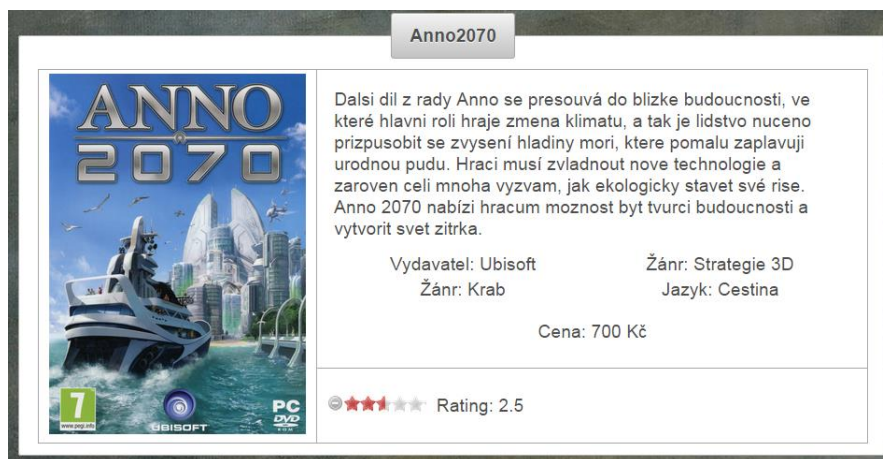 Anno2070
ANNO
2070
7
www.pegi.info
UBISOFT
PC
DVD
ROM
Dalsi dil z rady Anno se presouvá do blizke budoucnosti, ve
které hlavni roli hraje zmena klimatu, a tak je lidstvo nuceno
prizpusobit se zvysení hladiny mori, ktere pomalu zaplavuji
urodnou pudu. Hraci musí zvladnout nove technologie a
zaroven celi mnoha vyzvam, jak ekologicky stavet své rise.
Anno 2070 nabízi hracum moznost byt tvurci budoucnosti a
vytvorit svet zitrka.
Vydavatel: Ubisoft Žánr: Strategie 3D
Žánr: Krab Jazyk: Cestina
Cena: 700 Kč
Rating: 2.5